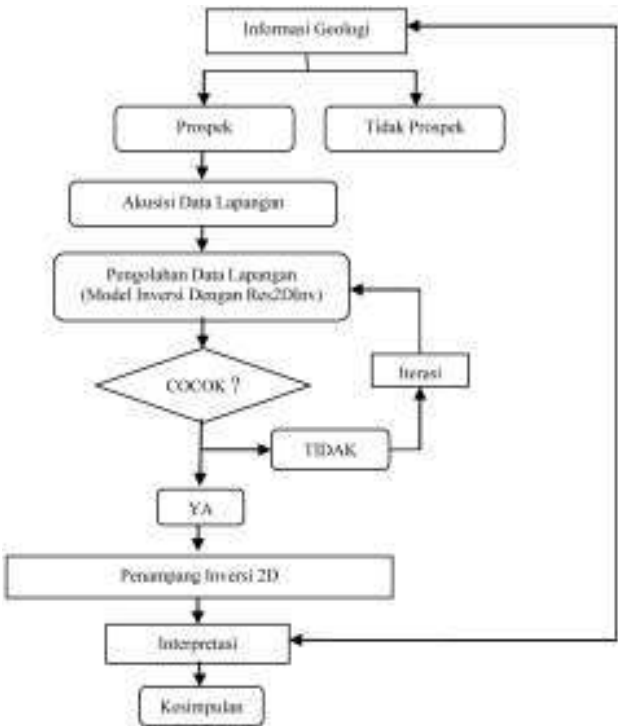 Informasi Geologi
Prospek
Tidak Prospek
Akusisi Data Lapangan
Pengolahan Data Lapangan
(Model Inversi Dengan Res2DInv)
COCOK ?
Iterasi
TIDAK
YA
Penampang Inversi 2D
Interpretasi
Kesimpulan